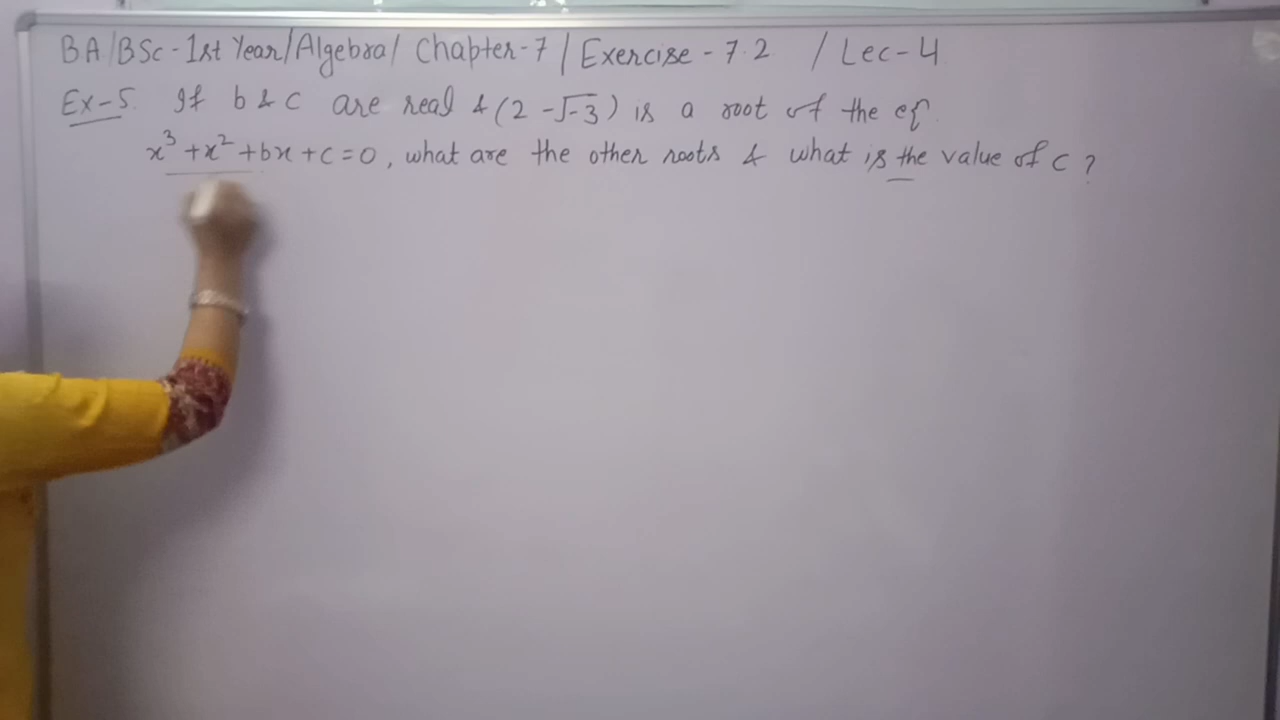 BA/BSc-1st Year/Algebra/ Chapter-7 / Exercise-7.2 / Lec-4
Ex-5. If b & c are real & (2-√-3) is a root of the eq.
x³+x²+bx+c=0, what are the other roots & what is the value of c?